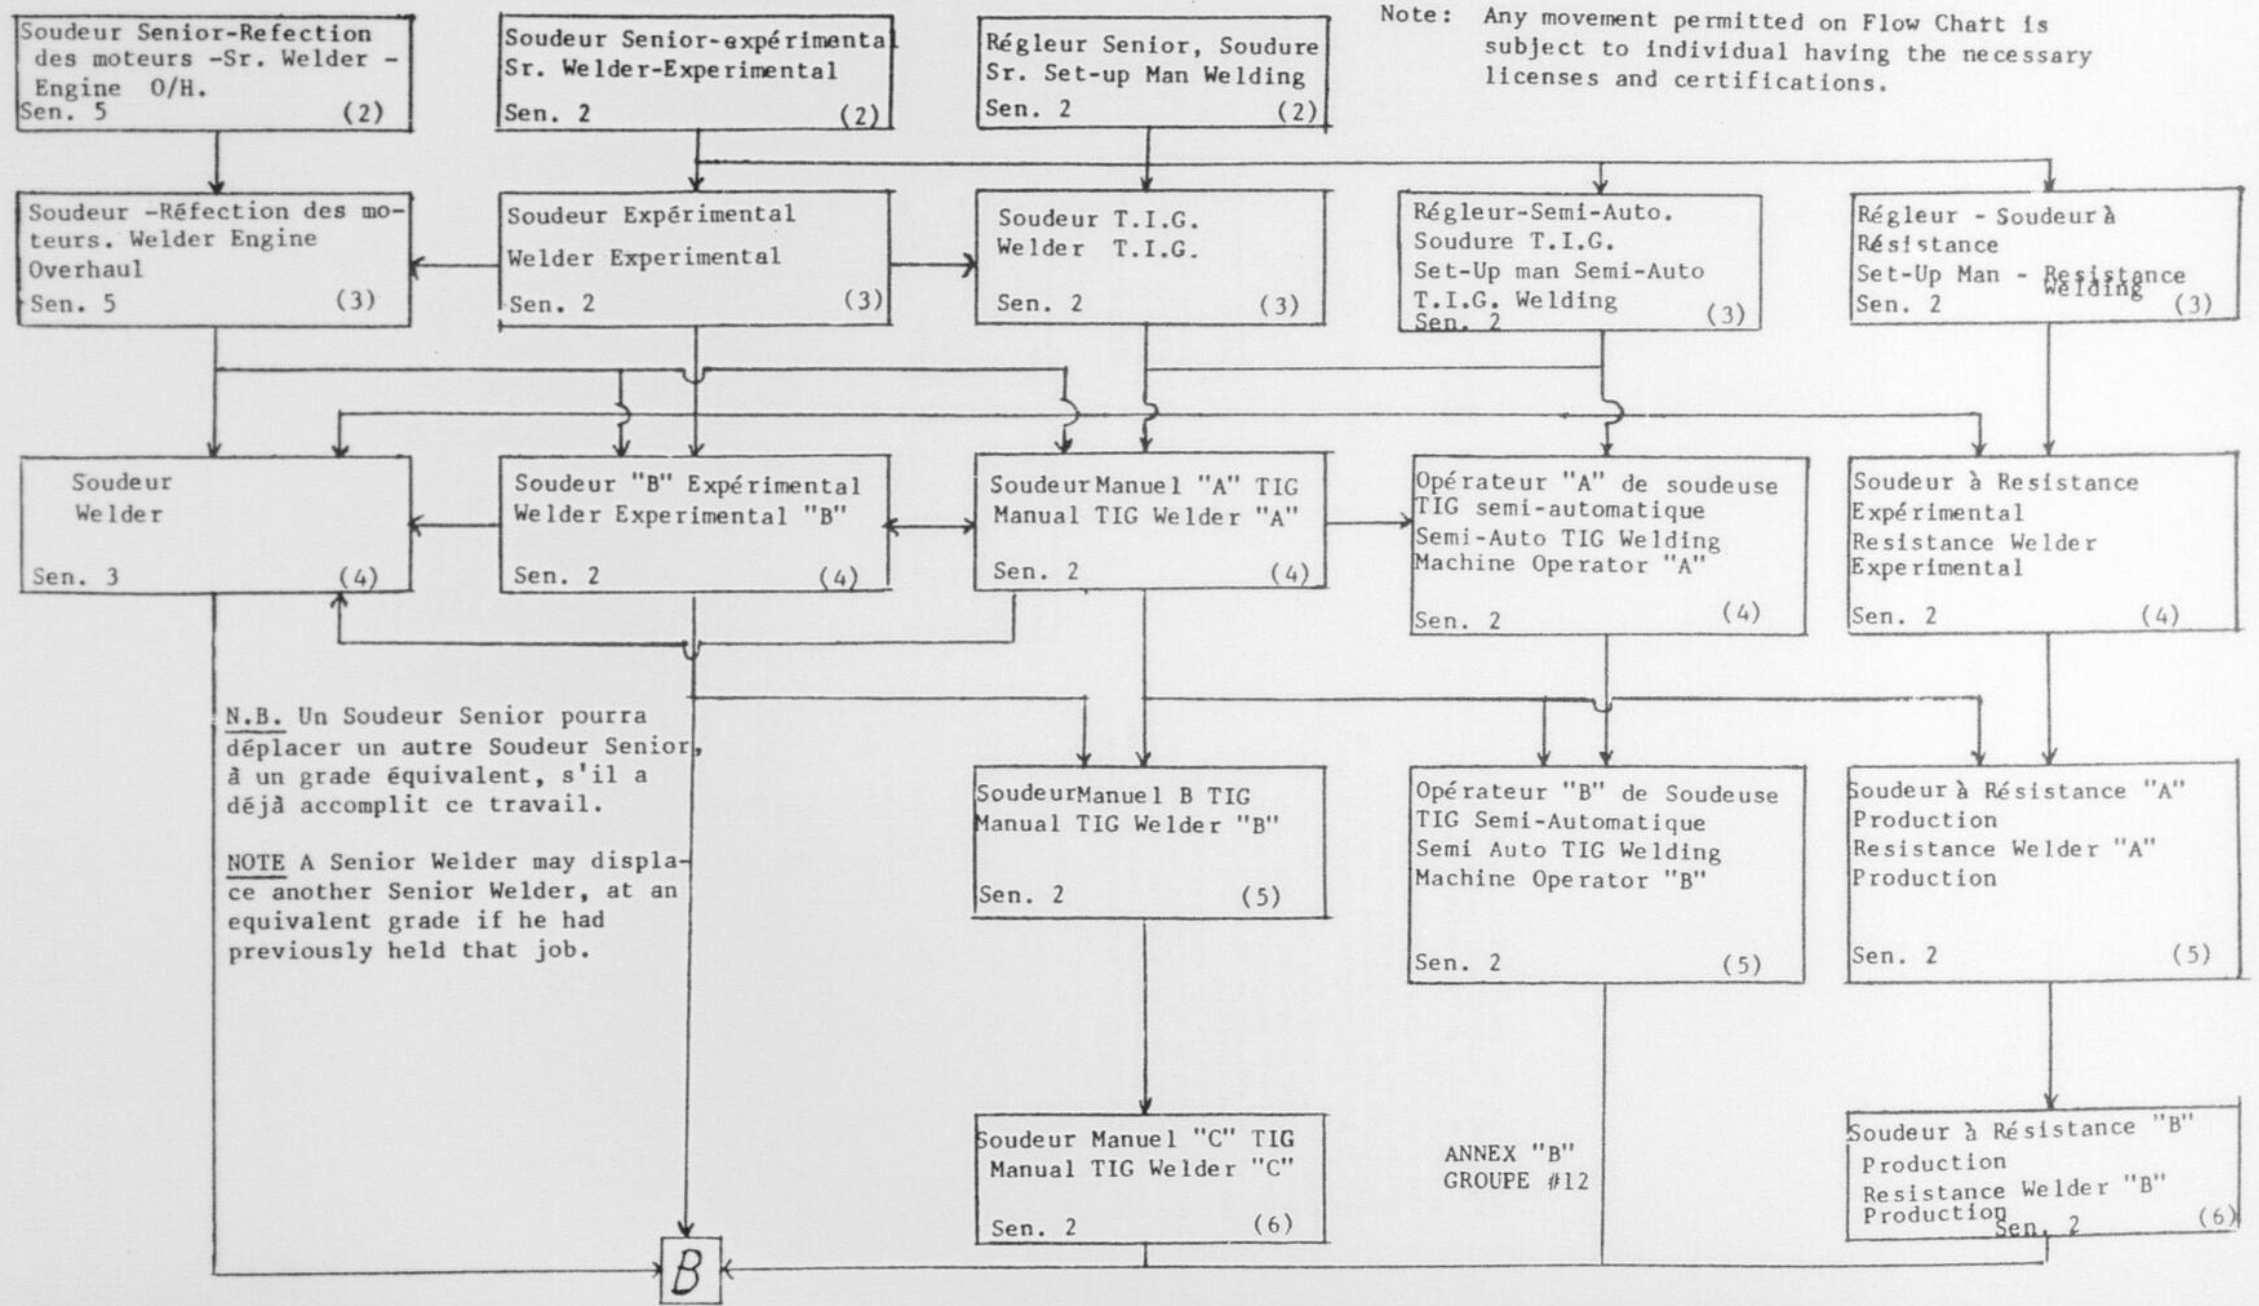 Soudeur Senior-Refection
des moteurs -Sr. Welder -
Engine O/H.
Sen. 5 (2)
Soudeur Senior-expérimental
Sr. Welder-Experimental
Sen. 2 (2)
Régleur Senior, Soudure
Sr. Set-up Man Welding
Sen. 2 (2)
Note: Any movement permitted on Flow Chart is
subject to individual having the necessary
licenses and certifications.
Soudeur -Réfection des mo-
teurs. Welder Engine
Overhaul
Sen. 5 (3)
Soudeur Expérimental
Welder Experimental
Sen. 2 (3)
Soudeur T.I.G.
Welder T.I.G.
Sen. 2 (3)
Régleur-Semi-Auto.
Soudure T.I.G.
Set-Up man Semi-Auto
T.I.G. Welding
Sen. 2 (3)
Régleur - Soudeur à
Résistance
Set-Up Man - Resistance
Welding
Sen. 2 (3)
Soudeur
Welder
Sen. 3 (4)
Soudeur "B" Expérimental
Welder Experimental "B"
Sen. 2 (4)
Soudeur Manuel "A" TIG
Manual TIG Welder "A"
Sen. 2 (4)
Opérateur "A" de soudeuse
TIG semi-automatique
Semi-Auto TIG Welding
Machine Operator "A"
Sen. 2 (4)
Soudeur à Resistance
Expérimental
Resistance Welder
Experimental
Sen. 2 (4)
N.B. Un Soudeur Senior pourra
déplacer un autre Soudeur Senior,
à un grade équivalent, s'il a
déjà accomplit ce travail.
NOTE A Senior Welder may displa-
ce another Senior Welder, at an
equivalent grade if he had
previously held that job.
Soudeur Manuel B TIG
Manual TIG Welder "B"
Sen. 2 (5)
Opérateur "B" de Soudeuse
TIG Semi-Automatique
Semi Auto TIG Welding
Machine Operator "B"
Sen. 2 (5)
Soudeur à Résistance "A"
Production
Resistance Welder "A"
Production
Sen. 2 (5)
Soudeur Manuel "C" TIG
Manual TIG Welder "C"
Sen. 2 (6)
ANNEX "B"
GROUPE #12
Soudeur à Résistance "B"
Production
Resistance Welder "B"
Production
Sen. 2 (6)
B